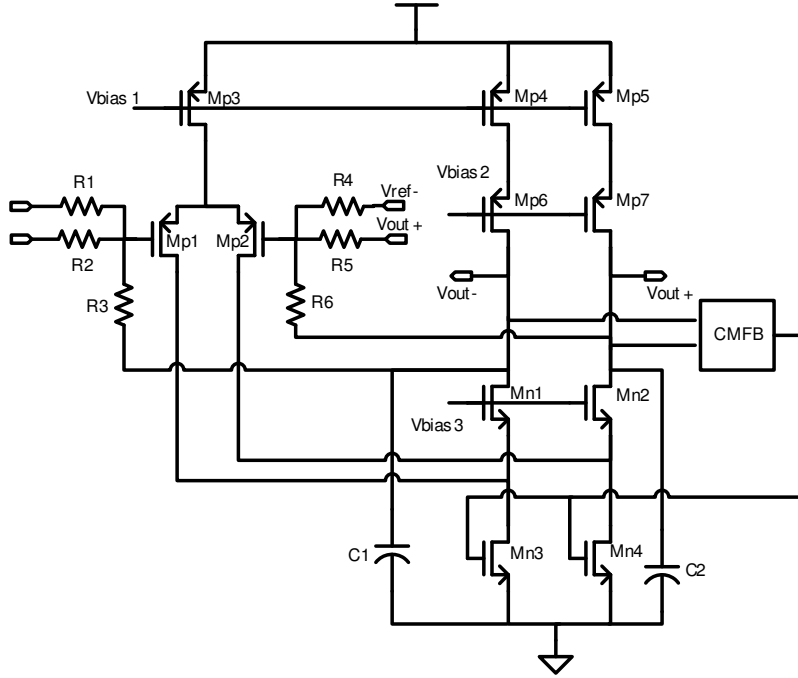 Vbias 1
Mp3
Mp4
Mp5
R1
R4
Vref -
Vbias 2
Mp6
Mp7
Mp1
Mp2
Vout +
R2
R5
R3
R6
Vout -
Vout +
CMFB
Mn1
Mn2
Vbias 3
C1
Mn3
Mn4
C2